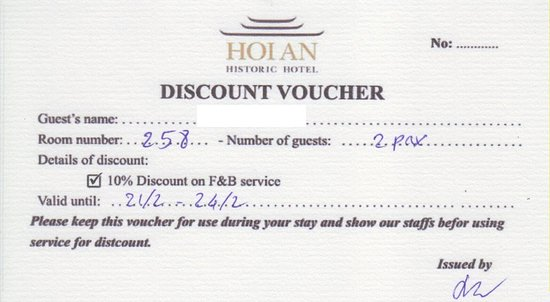 HOI AN
HISTORIC HOTEL
No: ............
DISCOUNT VOUCHER
Guest's name: . . . . . . . . . . . . . . . . . . . .
Room number: . . 258 . . . - Number of guests: . . . . . 2 pax . . . . .
Details of discount:
☑ 10% Discount on F&B service
Valid until: . . 21/2 . - . 24/2 . . . . . . . . . . . . . . . . . . . .
Please keep this voucher for use during your stay and show our staffs befor using
service for distcount.
Issued by